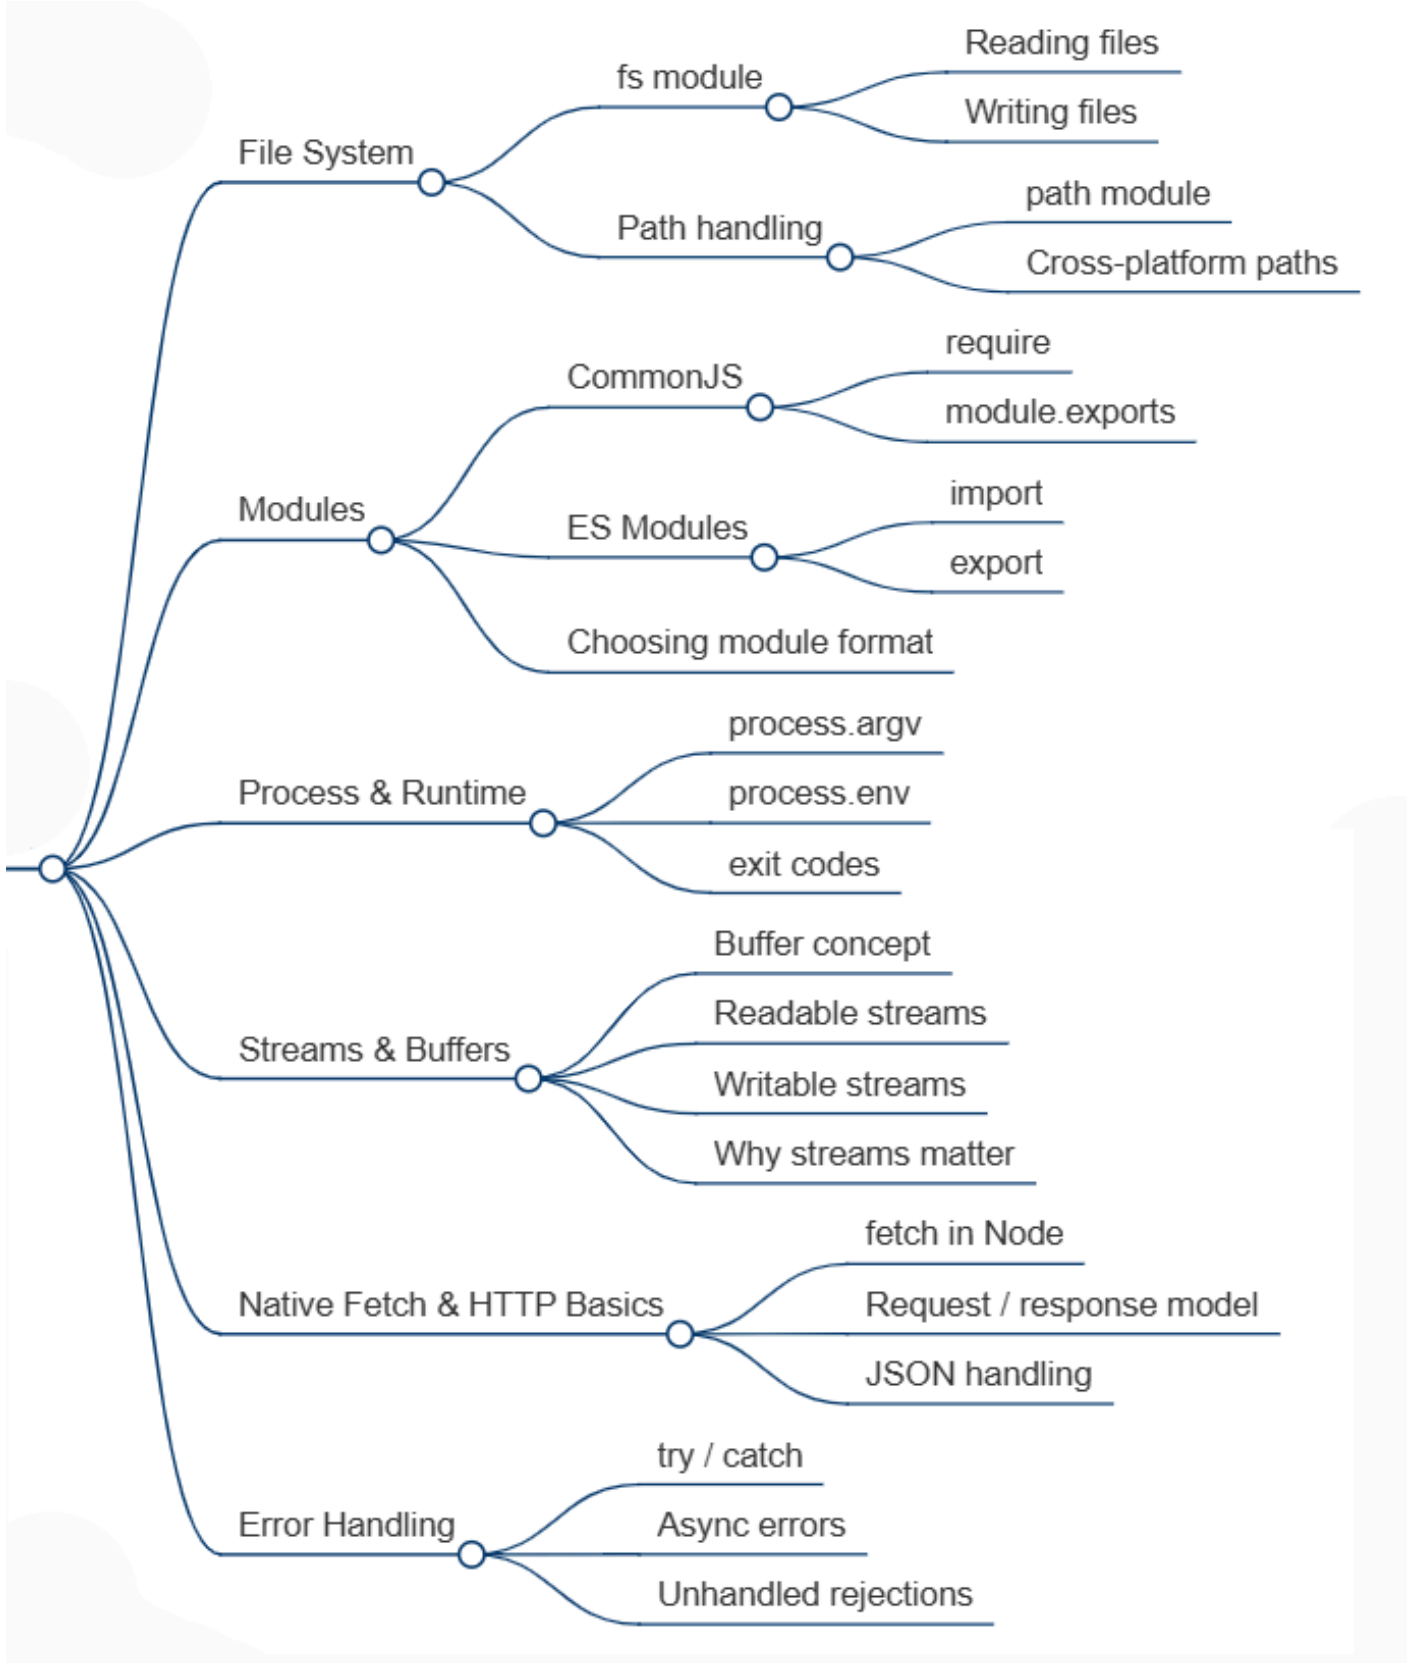 File System
fs module
Reading files
Writing files
Path handling
path module
Cross-platform paths
Modules
CommonJS
require
module.exports
ES Modules
import
export
Choosing module format
Process & Runtime
process.argv
process.env
exit codes
Streams & Buffers
Buffer concept
Readable streams
Writable streams
Why streams matter
Native Fetch & HTTP Basics
fetch in Node
Request / response model
JSON handling
Error Handling
try / catch
Async errors
Unhandled rejections